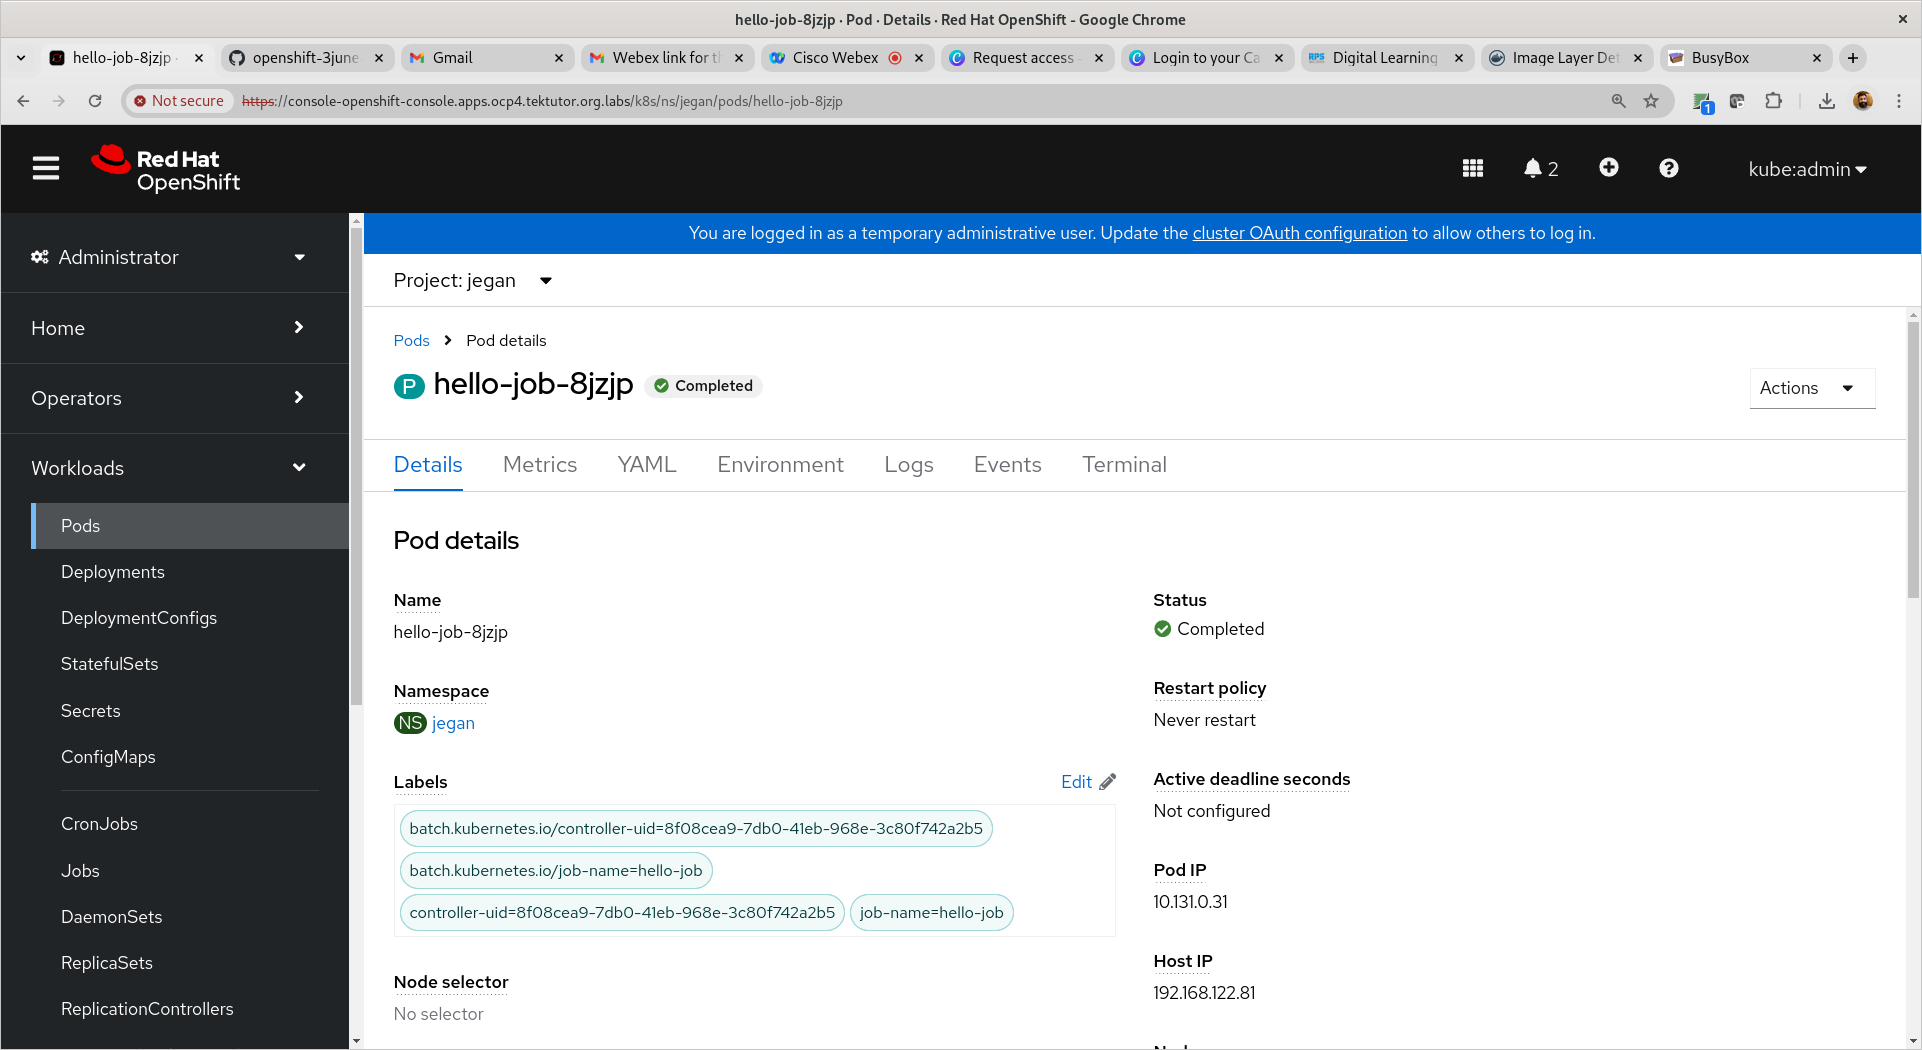 hello-job-8jzjp · Pod · Details · Red Hat OpenShift - Google Chrome
hello-job-8jzjp ·
openshift-3june
Gmail
Webex link for t
Cisco Webex
Request access -
Login to your Ca
RPS Digital Learning
Image Layer Det
BusyBox
Not secure https://console-openshift-console.apps.ocp4.tektutor.org.labs/k8s/ns/jegan/pods/hello-job-8jzjp
1
Red Hat
OpenShift
2
kube:admin
You are logged in as a temporary administrative user. Update the cluster OAuth configuration to allow others to log in.
Administrator
Home
Operators
Workloads
Pods
Deployments
DeploymentConfigs
StatefulSets
Secrets
ConfigMaps
CronJobs
Jobs
DaemonSets
ReplicaSets
ReplicationControllers
Project: jegan
Pods > Pod details
P hello-job-8jzjp Completed
Actions
Details Metrics YAML Environment Logs Events Terminal
Pod details
Name
hello-job-8jzjp
Namespace
NS jegan
Labels
Edit
batch.kubernetes.io/controller-uid=8f08cea9-7db0-41eb-968e-3c80f742a2b5
batch.kubernetes.io/job-name=hello-job
controller-uid=8f08cea9-7db0-41eb-968e-3c80f742a2b5 job-name=hello-job
Node selector
No selector
Status
Completed
Restart policy
Never restart
Active deadline seconds
Not configured
Pod IP
10.131.0.31
Host IP
192.168.122.81